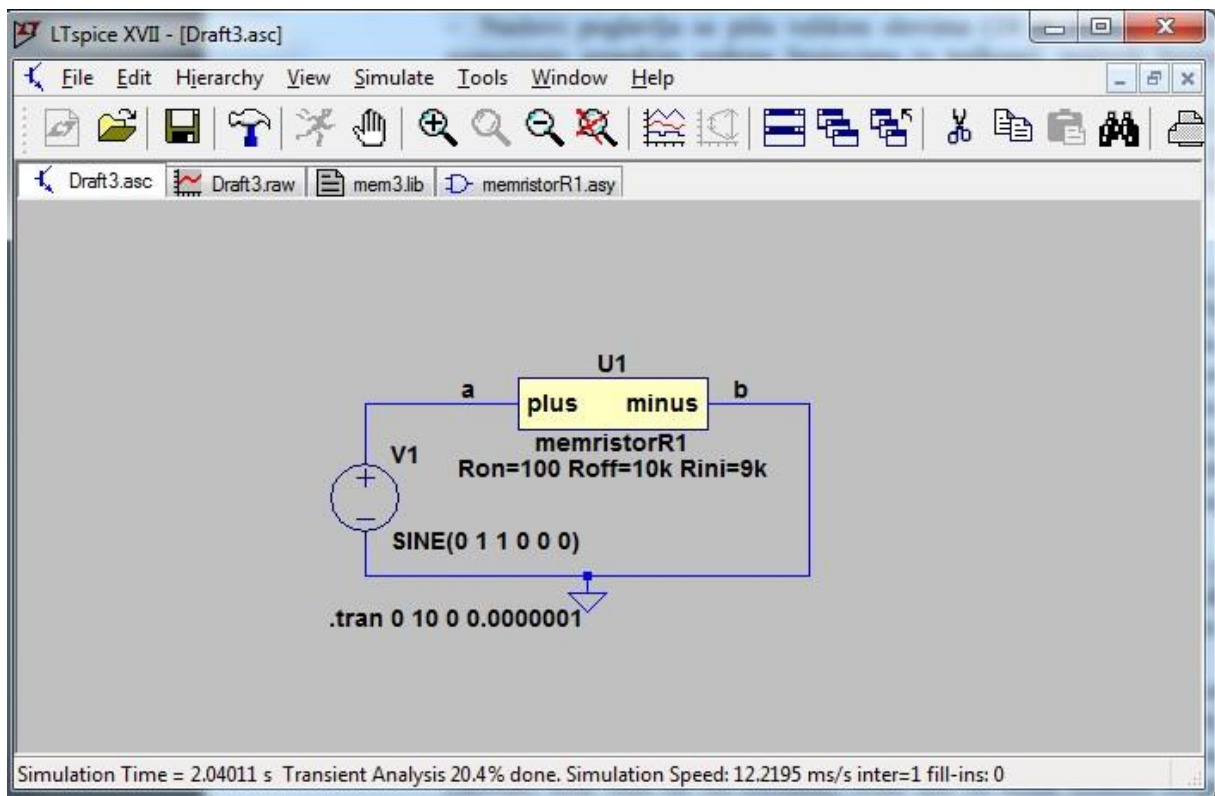 LTspice XVII - [Draft3.asc]
File Edit Hierarchy View Simulate Tools Window Help
Draft3.asc Draft3.raw mem3.lib memristorR1.asy
U1
a plus minus b
memristorR1
V1
Ron=100 Roff=10k Rini=9k
SINE(0 1 1 0 0 0)
.tran 0 10 0 0.0000001
Simulation Time = 2.04011 s Transient Analysis 20.4% done. Simulation Speed: 12.2195 ms/s inter=1 fill-ins: 0